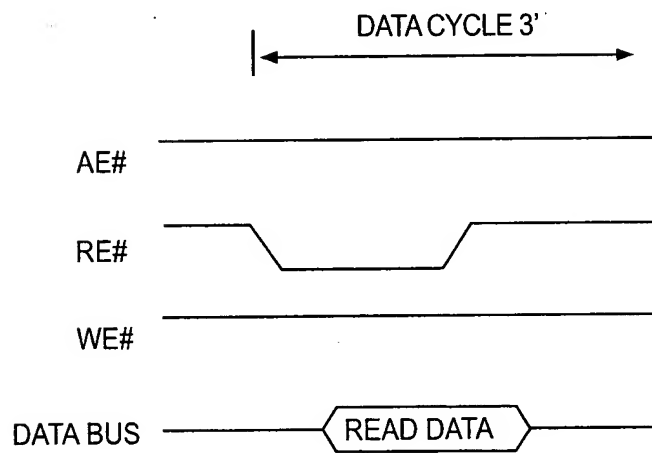 DATA CYCLE 3'
AE#
RE#
WE#
DATA BUS
READ DATA